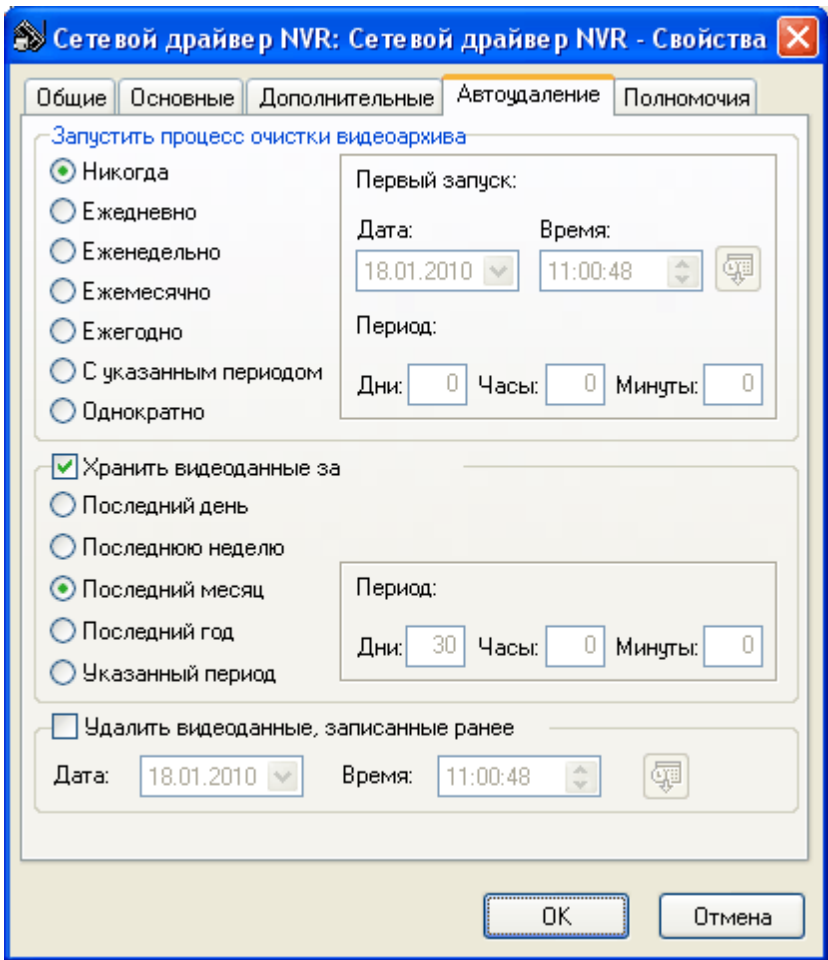 Сетевой драйвер NVR: Сетевой драйвер NVR - Свойства
Общие Основные Дополнительные Автоудаление Полномочия
Запустить процесс очистки видеоархива
Никогда
Ежедневно
Еженедельно
Ежемесячно
Ежегодно
С указанным периодом
Однократно
Первый запуск:
Дата: Время:
18.01.2010 11:00:48
Период:
Дни: 0 Часы: 0 Минуты: 0
Хранить видеоданные за
Последний день
Последнюю неделю
Последний месяц
Последний год
Указанный период
Период:
Дни: 30 Часы: 0 Минуты: 0
Удалить видеоданные, записанные ранее
Дата: 18.01.2010 Время: 11:00:48
OK Отмена